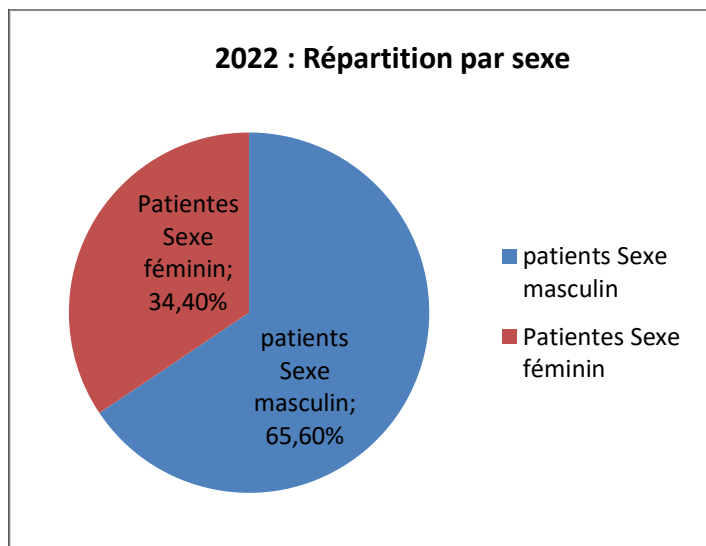 2022 : Répartition par sexe
Patientes
Sexe
féminin;
34,40%
patients
Sexe
masculin;
65,60%
patients Sexe
masculin
Patientes Sexe
féminin